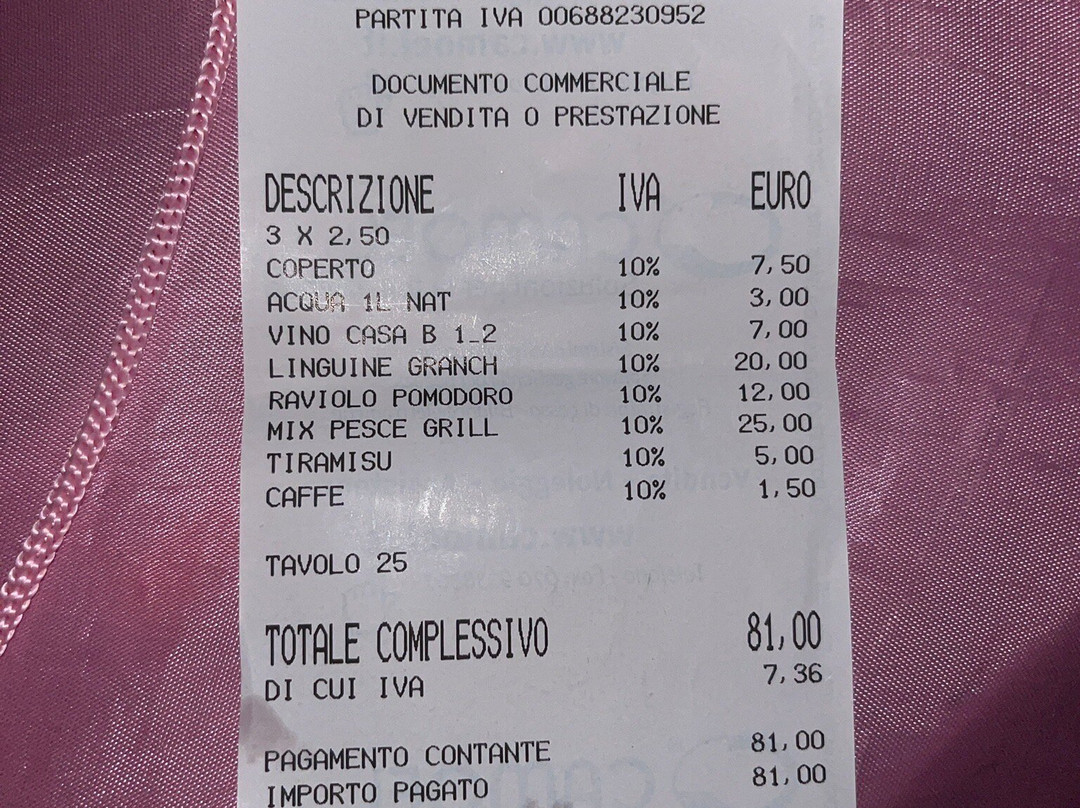 PARTITA IVA 00688230952
DOCUMENTO COMMERCIALE
DI VENDITA O PRESTAZIONE
DESCRIZIONE IVA EURO
3 X 2,50
COPERTO 10% 7,50
ACQUA 1L NAT 10% 3,00
VINO CASA B 1_2 10% 7,00
LINGUINE GRANCH 10% 20,00
RAVIOLO POMODORO 10% 12,00
MIX PESCE GRILL 10% 25,00
TIRAMISU 10% 5,00
CAFFE 10% 1,50
TAVOLO 25
TOTALE COMPLESSIVO 81,00
DI CUI IVA 7,36
PAGAMENTO CONTANTE 81,00
IMPORTO PAGATO 81,00